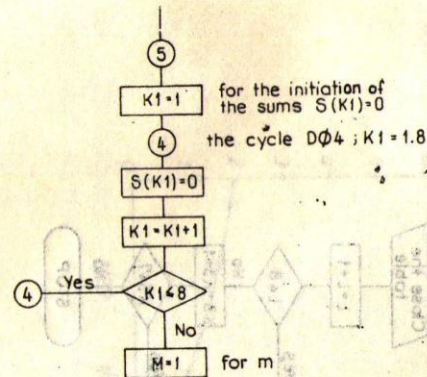 5
K1=1
for the initiation of
the sums S(K1)=0
4
the cycle DØ4 ; K1 = 1.8
S(K1)=0
K1=K1+1
4
Yes
K1≤8
No
M=1
for m